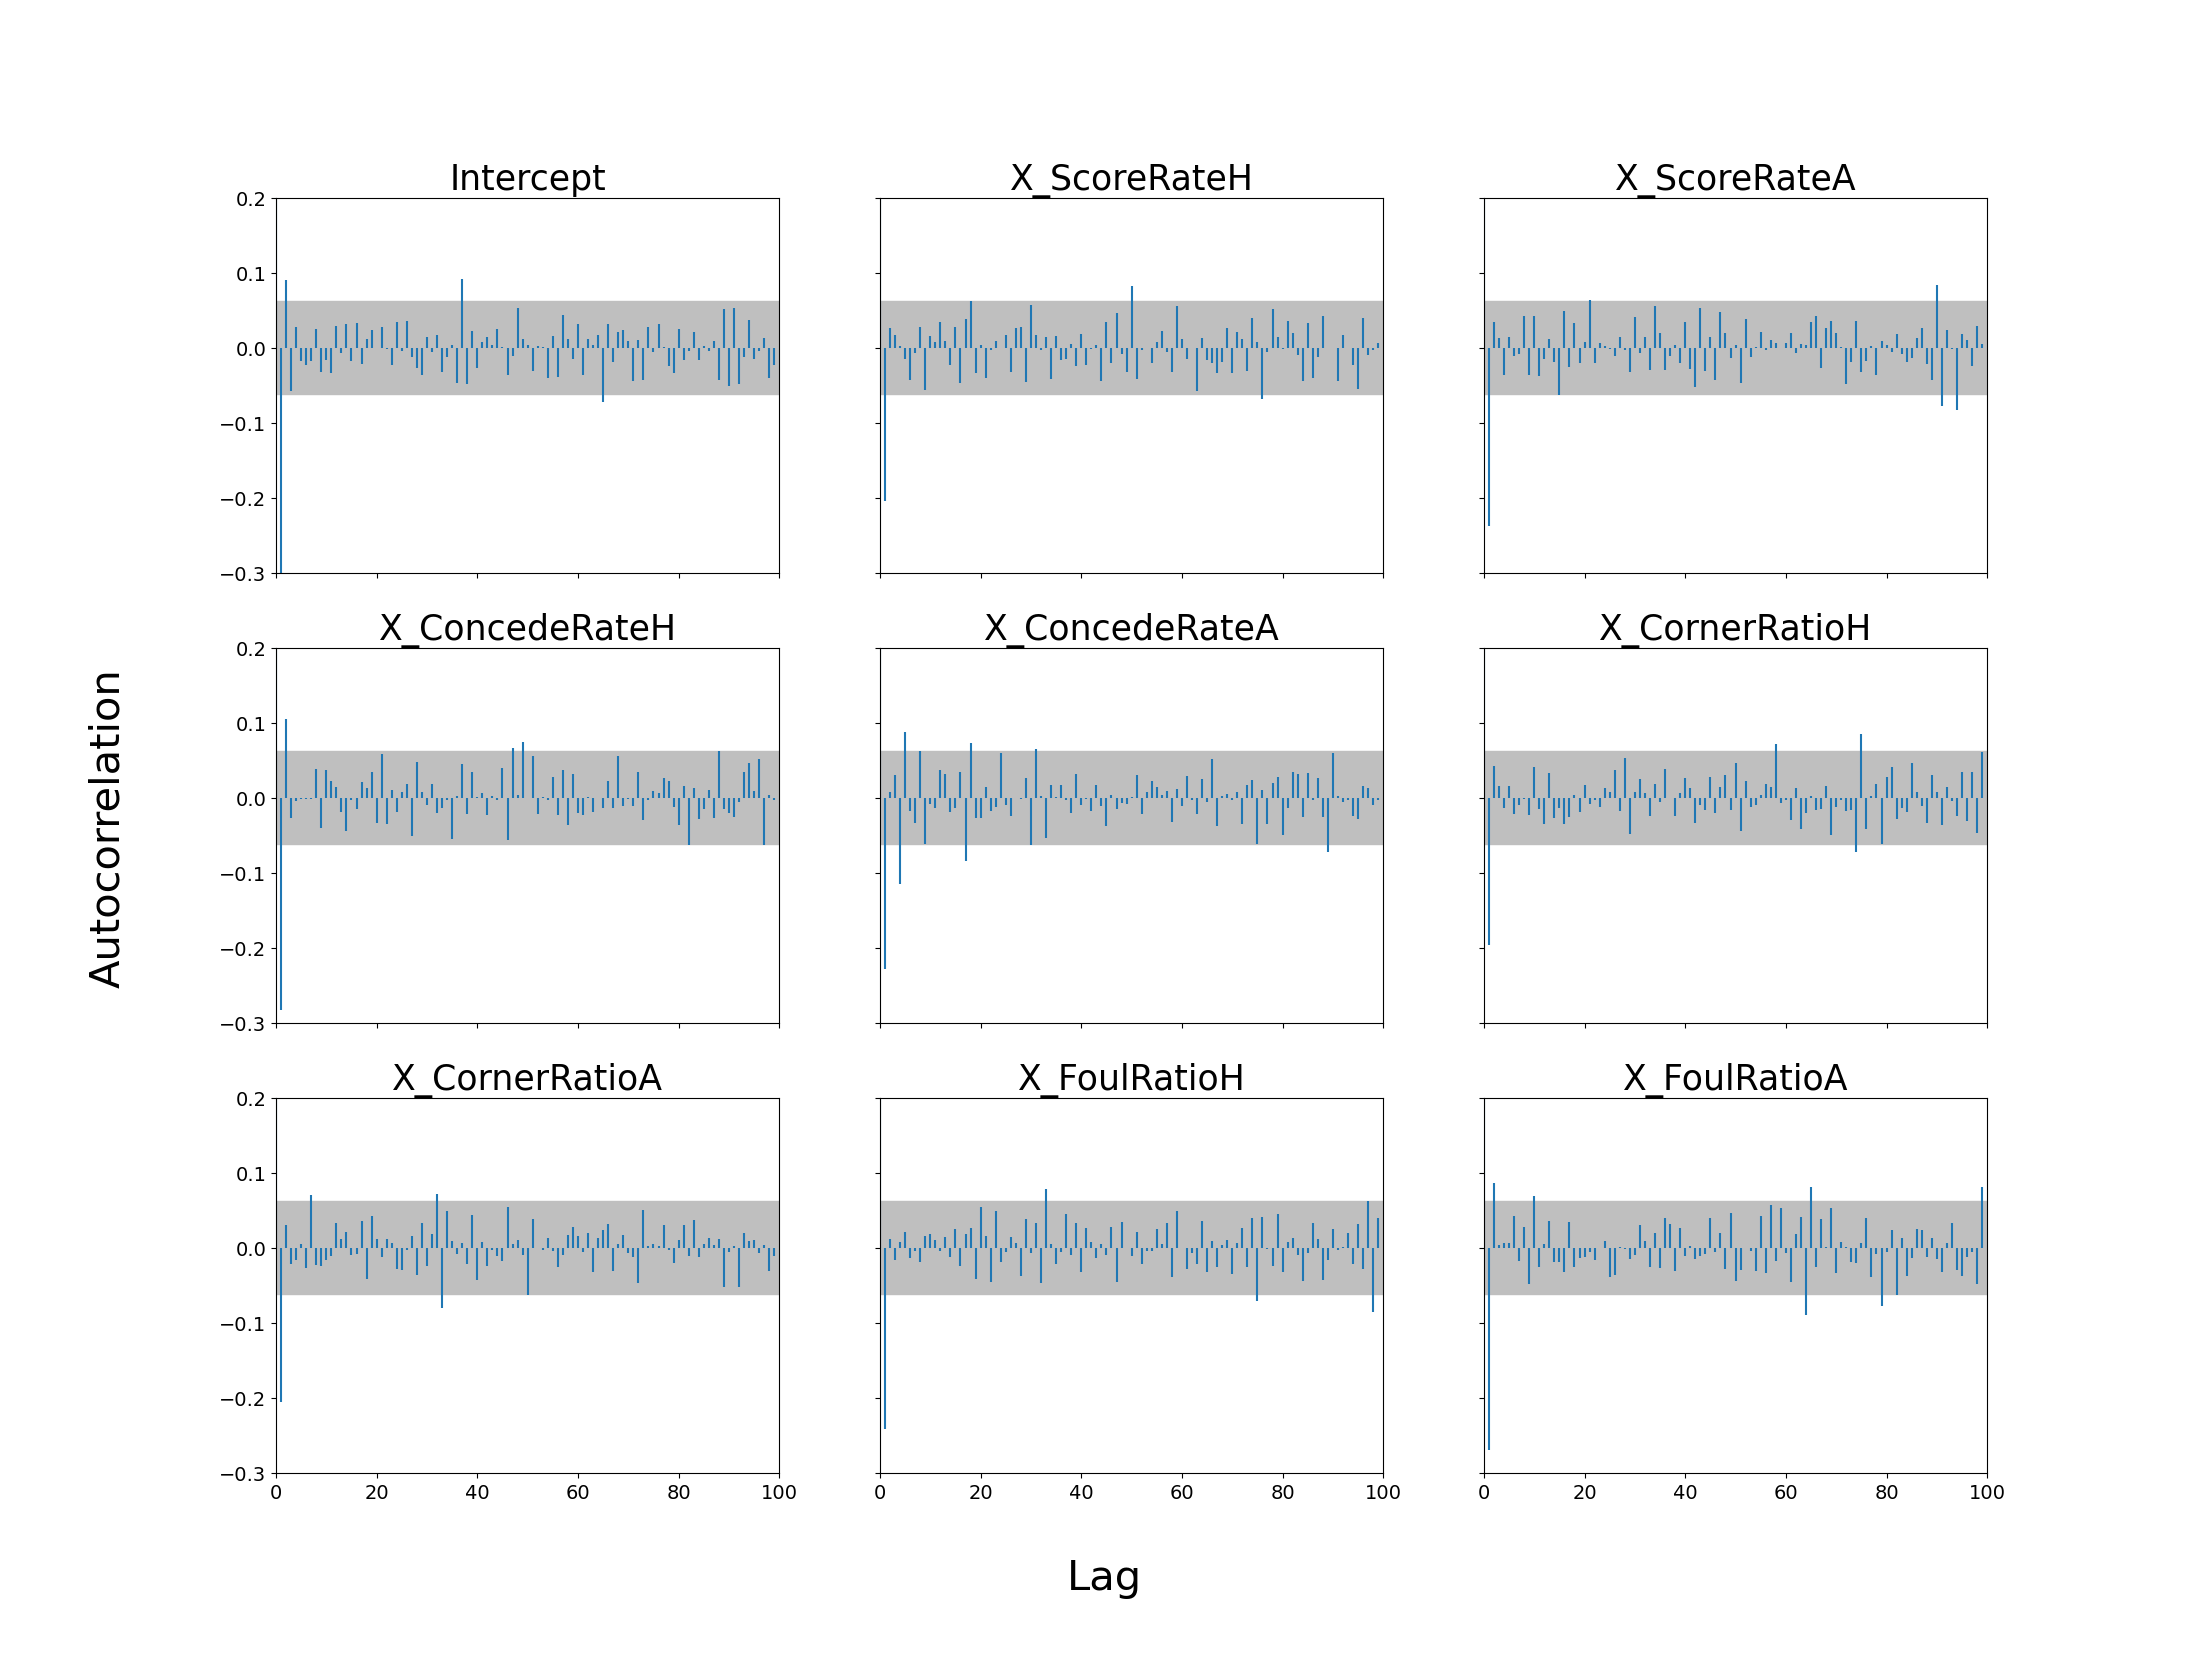 Intercept
X_ScoreRateH
X_ScoreRateA
0.2
0.1
0.0
−0.1
−0.2
−0.3
X_ConcedeRateH
X_ConcedeRateA
X_CornerRatioH
0.2
0.1
0.0
−0.1
−0.2
−0.3
Autocorrelation
X_CornerRatioA
X_FoulRatioH
X_FoulRatioA
0.2
0.1
0.0
−0.1
−0.2
−0.3
0 20 40 60 80 100
0 20 40 60 80 100
0 20 40 60 80 100
Lag